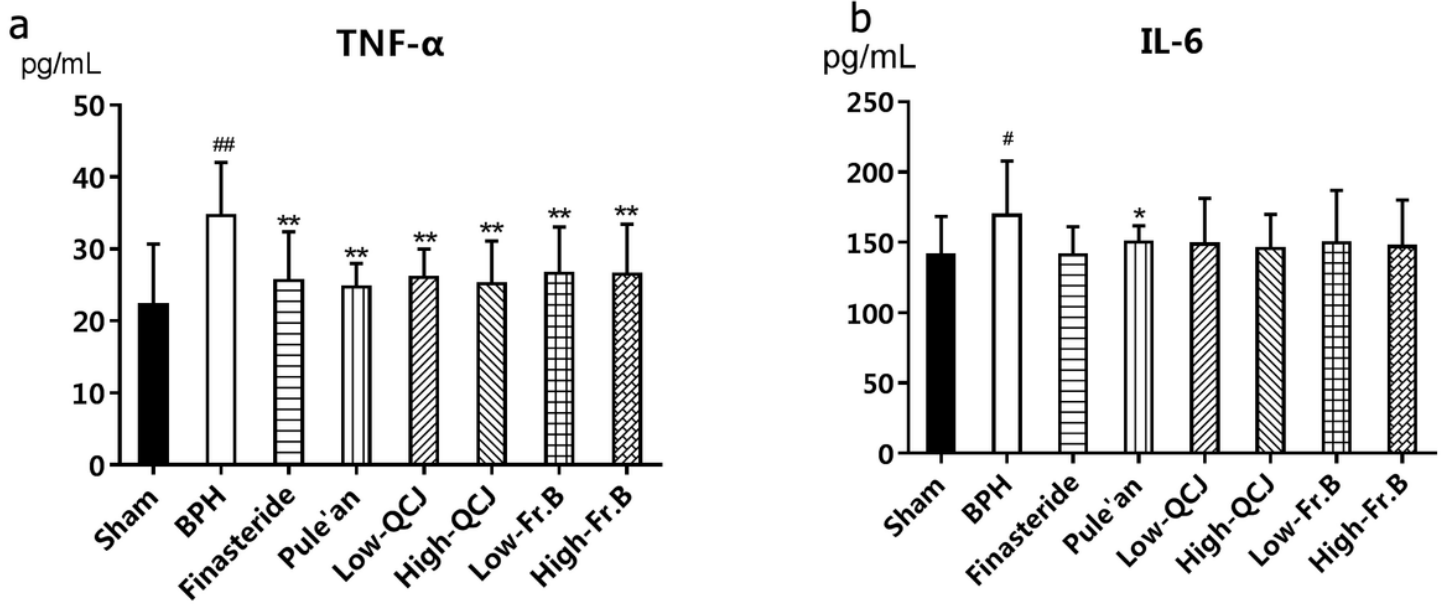 a
TNF-α
pg/mL
50
40
30
20
10
0
##
**
**
**
**
**
**
Sham
BPH
Finasteride
Pule'an
Low-QCJ
High-QCJ
Low-Fr.B
High-Fr.B
b
IL-6
pg/mL
250
200
150
100
50
0
#
*
Sham
BPH
Finasteride
Pule'an
Low-QCJ
High-QCJ
Low-Fr.B
High-Fr.B